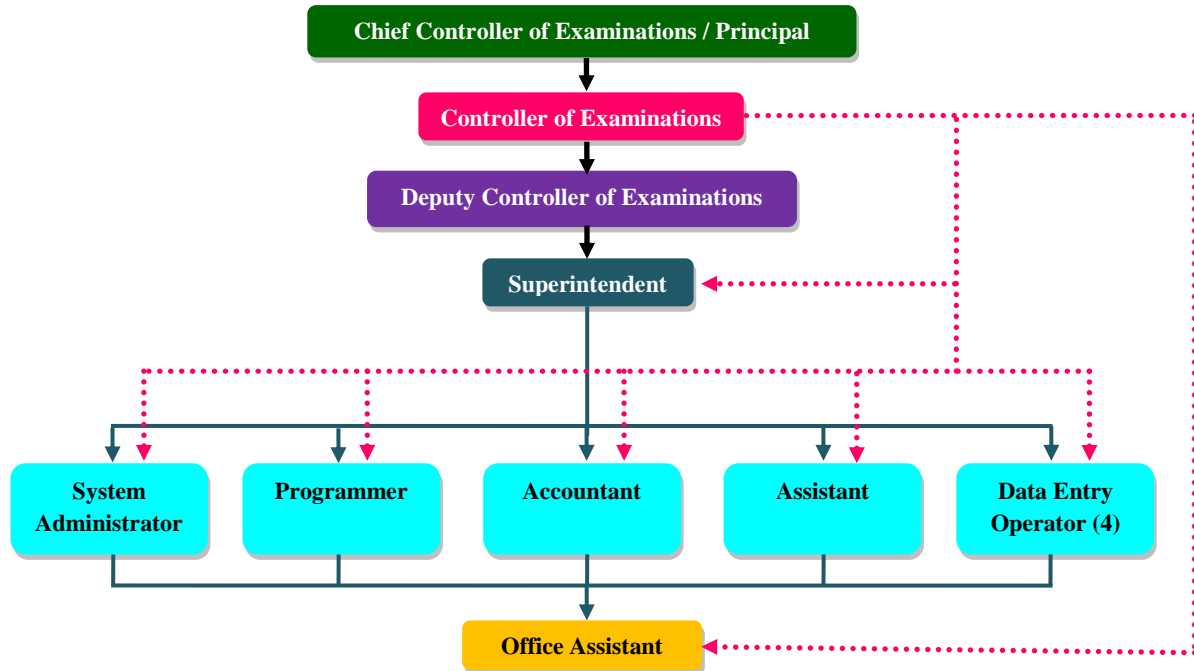 Chief Controller of Examinations / Principal
Controller of Examinations
Deputy Controller of Examinations
Superintendent
System
Administrator
Programmer
Accountant
Assistant
Data Entry
Operator (4)
Office Assistant